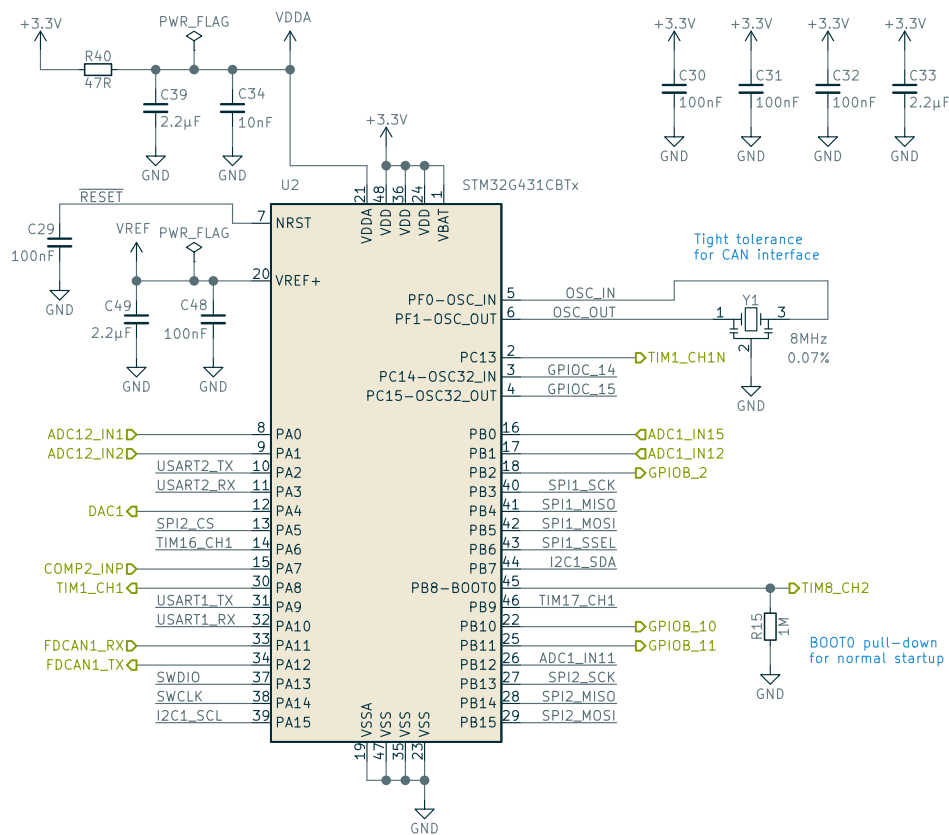 +3.3V
R40
47R
PWR_FLAG
VDDA
C39
2.2µF
GND
C34
10nF
GND
+3.3V
C30
100nF
GND
+3.3V
C31
100nF
GND
+3.3V
C32
100nF
GND
+3.3V
C33
2.2µF
GND
+3.3V
U2
STM32G431CBTx
21
48
36
24
1
VDDA
VDD
VDD
VDD
VBAT
RESET
C29
100nF
GND
7
NRST
VREF
PWR_FLAG
20
VREF+
C49
2.2µF
GND
C48
100nF
GND
Tight tolerance
for CAN interface
PF0-OSC_IN 5 OSC_IN
PF1-OSC_OUT 6 OSC_OUT
1
Y1
3
2
8MHz
0.07%
GND
PC13 2 TIM1_CH1N
PC14-OSC32_IN 3 GPIOC_14
PC15-OSC32_OUT 4 GPIOC_15
ADC12_IN1 8 PA0
ADC12_IN2 9 PA1
USART2_TX 10 PA2
USART2_RX 11 PA3
DAC1 12 PA4
SPI2_CS 13 PA5
TIM16_CH1 14 PA6
COMP2_INP 15 PA7
TIM1_CH1 30 PA8
USART1_TX 31 PA9
USART1_RX 32 PA10
FDCAN1_RX 33 PA11
FDCAN1_TX 34 PA12
SWDIO 37 PA13
SWCLK 38 PA14
I2C1_SCL 39 PA15
PB0 16 ADC1_IN15
PB1 17 ADC1_IN12
PB2 18 GPIOB_2
PB3 40 SPI1_SCK
PB4 41 SPI1_MISO
PB5 42 SPI1_MOSI
PB6 43 SPI1_SSEL
PB7 44 I2C1_SDA
PB8-BOOT0 45 TIM8_CH2
PB9 46 TIM17_CH1
PB10 22 GPIOB_10
PB11 25 GPIOB_11
PB12 26 ADC1_IN11
PB13 27 SPI2_SCK
PB14 28 SPI2_MISO
PB15 29 SPI2_MOSI
R15
1M
GND
BOOT0 pull-down
for normal startup
VSSA
VSS
VSS
VSS
19
47
35
23
GND